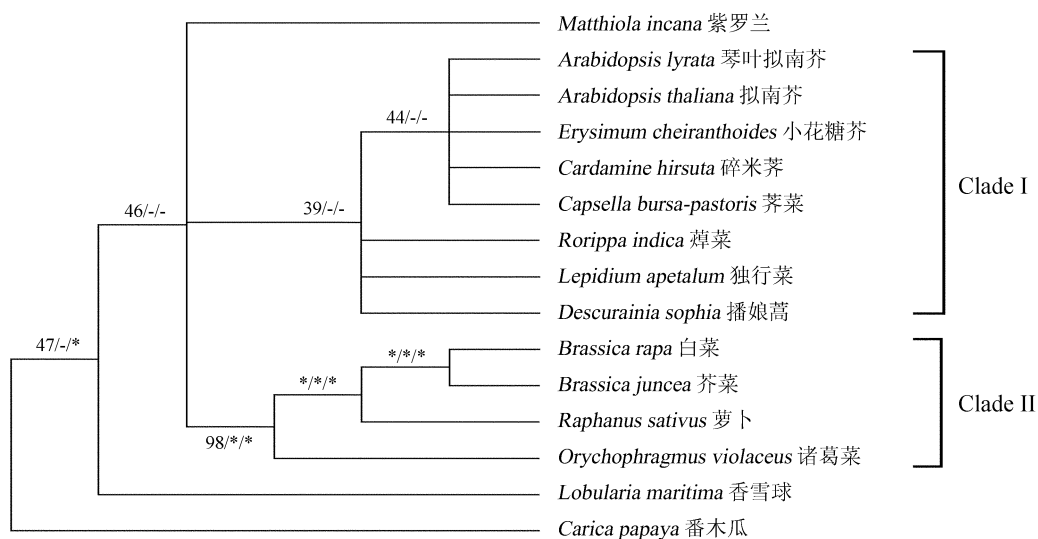 Matthiola incana 紫罗兰
Arabidopsis lyrata 琴叶拟南芥
Arabidopsis thaliana 拟南芥
44/-/-
Erysimum cheiranthoides 小花糖芥
Cardamine hirsuta 碎米荠
Clade I
Capsella bursa-pastoris 荠菜
46/-/-
39/-/-
Rorippa indica 蔊菜
Lepidium apetalum 独行菜
Descurainia sophia 播娘蒿
47/-/*
Brassica rapa 白菜
*/*/*
Brassica juncea 芥菜
*/*/*
Clade II
Raphanus sativus 萝卜
98/*/*
Orychophragmus violaceus 诸葛菜
Lobularia maritima 香雪球
Carica papaya 番木瓜